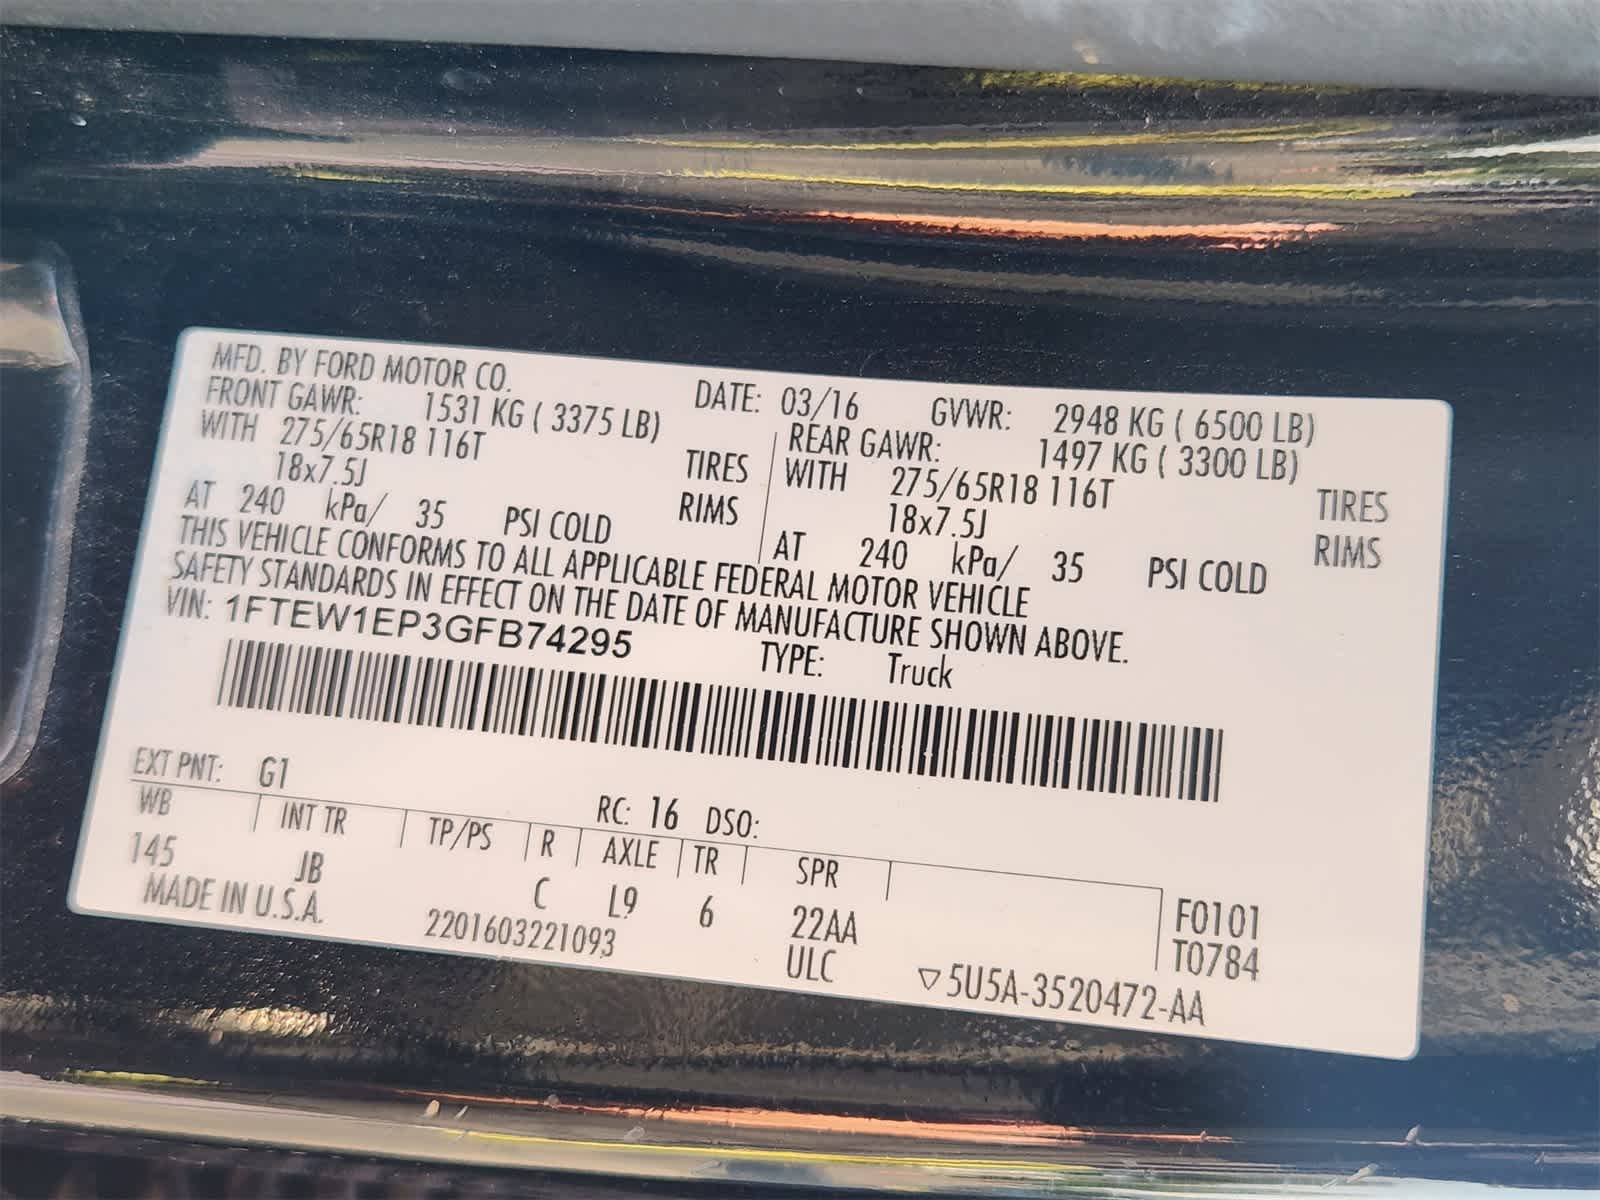 MFD. BY FORD MOTOR CO. DATE: 03/16 GVWR: 2948 KG ( 6500 LB)
FRONT GAWR: 1531 KG ( 3375 LB) REAR GAWR: 1497 KG ( 3300 LB)
WITH 275/65R18 116T TIRES WITH 275/65R18 116T TIRES
18x7.5J RIMS 18x7.5J RIMS
AT 240 kPa/ 35 PSI COLD AT 240 kPa/ 35 PSI COLD
THIS VEHICLE CONFORMS TO ALL APPLICABLE FEDERAL MOTOR VEHICLE
SAFETY STANDARDS IN EFFECT ON THE DATE OF MANUFACTURE SHOWN ABOVE.
VIN: 1FTEW1EP3GFB74295 TYPE: Truck
EXT PNT: G1 RC: 16 DSO:
WB INT TR TP/PS R AXLE TR SPR
145 JB C L9 6 22AA F0101
ULC T0784
MADE IN U.S.A. 2201603221093 ▽5U5A-3520472-AA